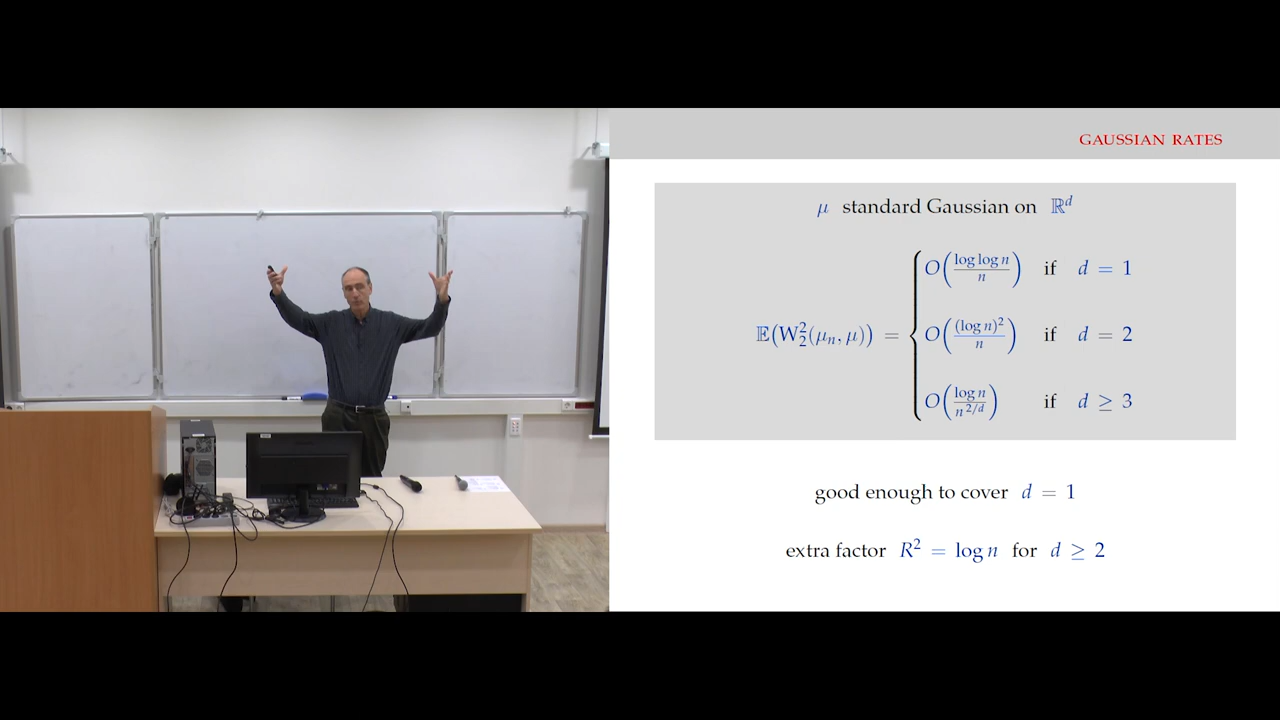 GAUSSIAN RATES
μ standard Gaussian on ℝ^d
𝔼(W₂²(μₙ, μ)) = { O(log log n / n) if d = 1
O((log n)² / n) if d = 2
O(log n / n^{2/d}) if d ≥ 3
good enough to cover d = 1
extra factor R² = log n for d ≥ 2